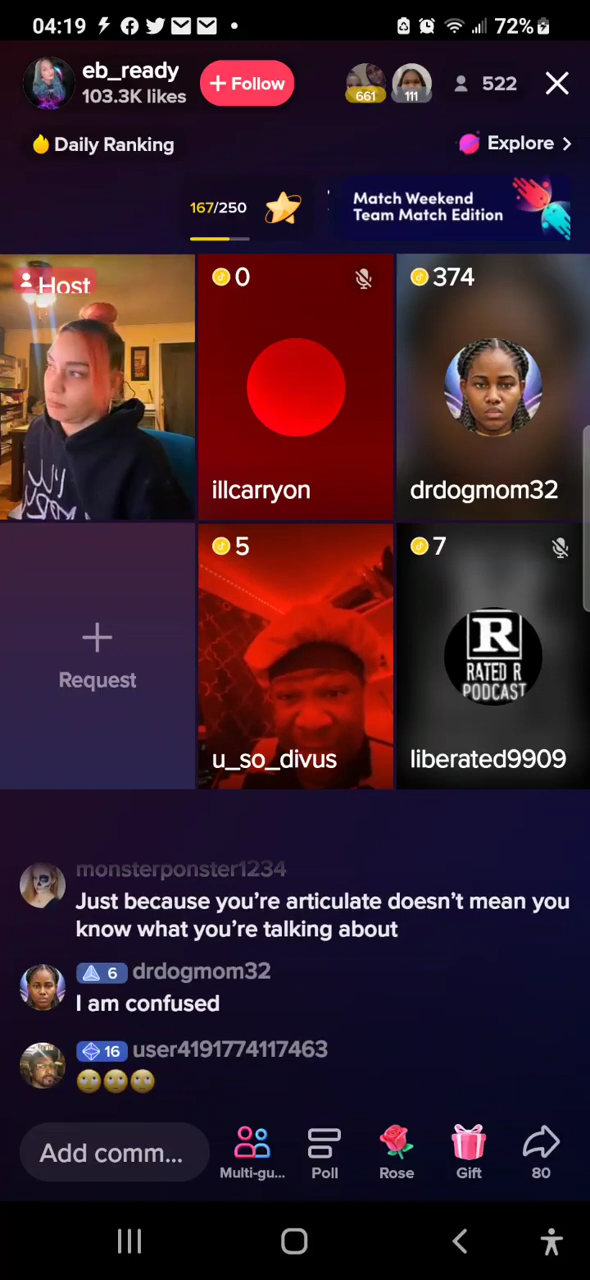 04:19
72%
eb_ready
103.3K likes
+ Follow
661
111
522
Daily Ranking
Explore >
167/250
Match Weekend
Team Match Edition
Host
0
illcarryon
374
drdogmom32
Request
5
u_so_divus
7
R
RATED R
PODCAST
liberated9909
monsterponster1234
Just because you’re articulate doesn’t mean you
know what you’re talking about
6 drdogmom32
I am confused
16 user4191774117463
🙄🙄🙄
Add comm...
Multi-gu...
Poll
Rose
Gift
80